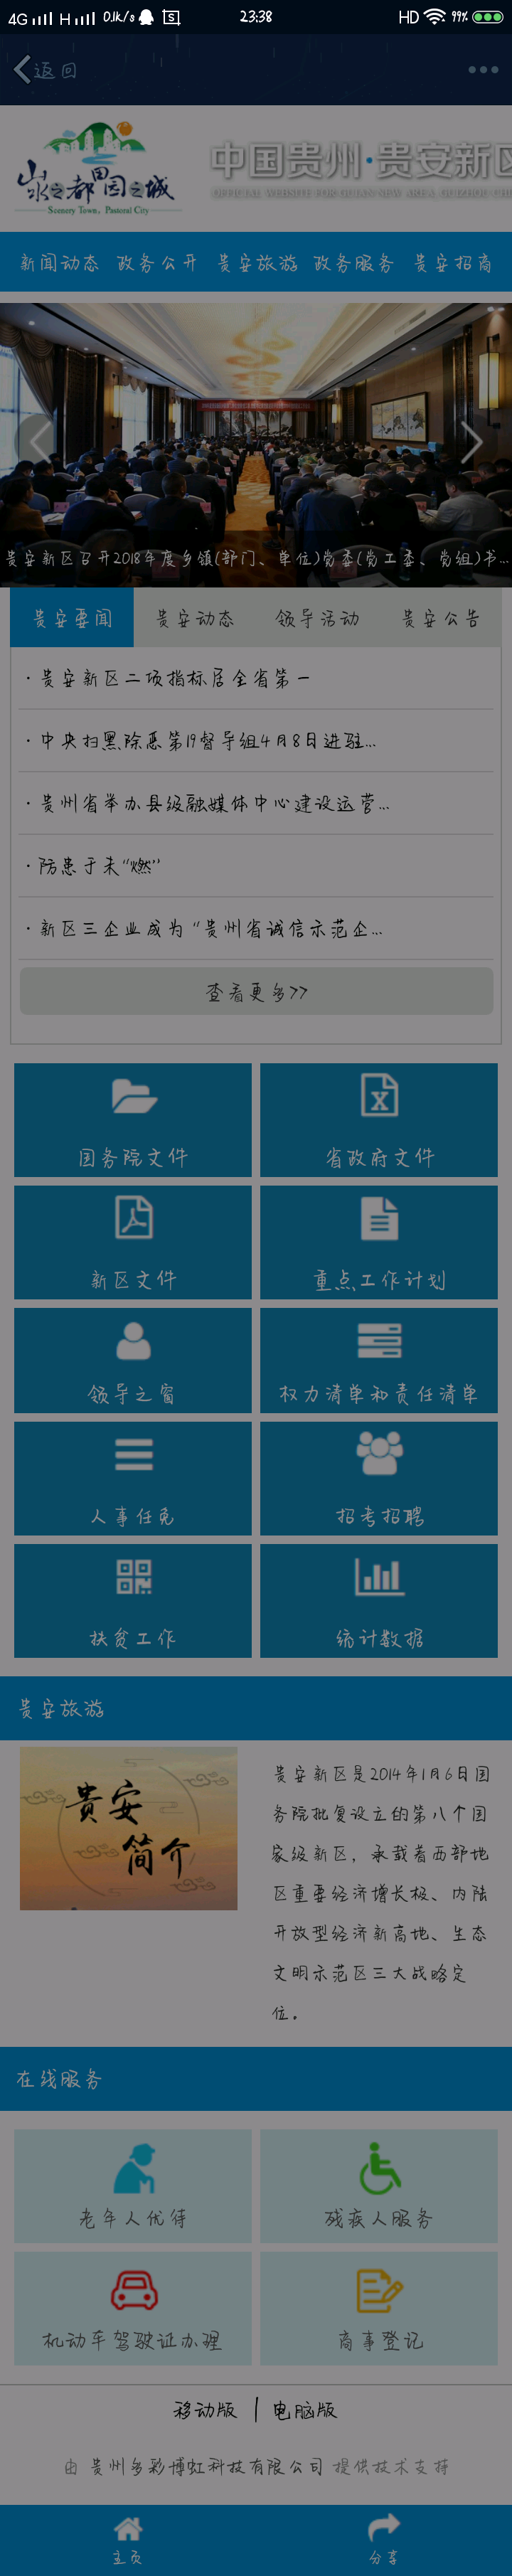 4G H 0.1k/s 23:38 HD 99%
返回
山水之都 田园之城
Scenery Town, Pastoral City
中国贵州·贵安新区
OFFICIAL WEBSITE FOR GUIAN NEW AREA, GUIZHOU CHI
新闻动态 政务公开 贵安旅游 政务服务 贵安招商
贵安新区召开2018年度乡镇(部门、单位)党委(党工委、党组)书...
贵安要闻 贵安动态 领导活动 贵安公告
· 贵安新区二项指标居全省第一
· 中央扫黑除恶第19督导组4月8日进驻...
· 贵州省举办县级融媒体中心建设运营...
· 防患于未“燃”
· 新区三企业成为“贵州省诚信示范企...
查看更多>>
国务院文件 省政府文件
新区文件 重点工作计划
领导之窗 权力清单和责任清单
人事任免 招考招聘
扶贫工作 统计数据
贵安旅游
贵安简介
贵安新区是2014年1月6日国
务院批复设立的第八个国
家级新区，承载着西部地
区重要经济增长极、内陆
开放型经济新高地、生态
文明示范区三大战略定
位。
在线服务
老年人优待 残疾人服务
机动车驾驶证办理 商事登记
移动版 | 电脑版
由 贵州多彩博虹科技有限公司 提供技术支持
主页 分享